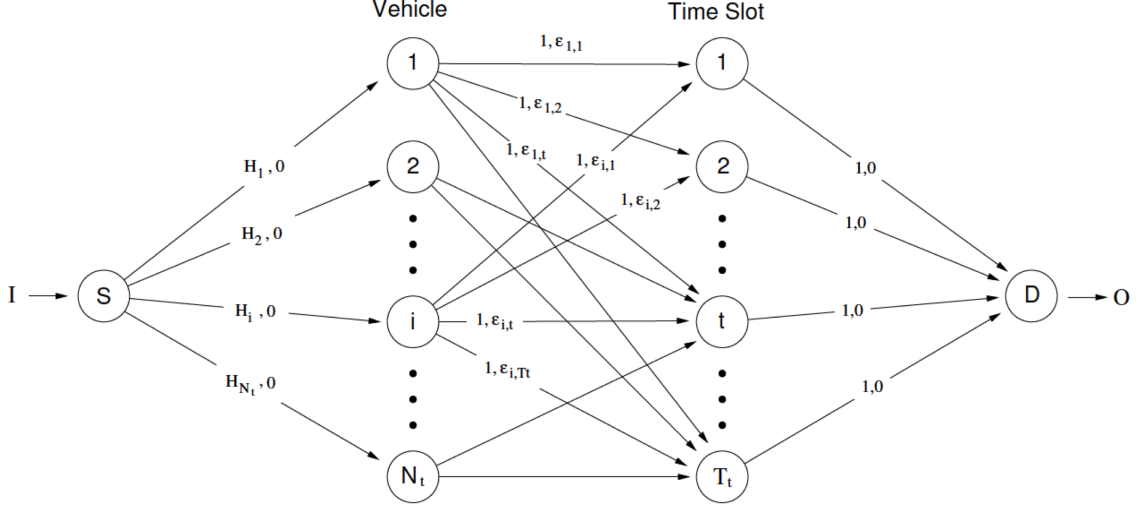 Vehicle
Time Slot
1
1, ε1,1
1
1, ε1,2
1, ε1,t
1, εi,1
H1, 0
2
2
1,0
1, εi,2
H2, 0
1,0
I
S
D
O
Hi, 0
i
1, εi,t
t
1,0
1, εi,Tt
HNt, 0
1,0
Nt
Tt